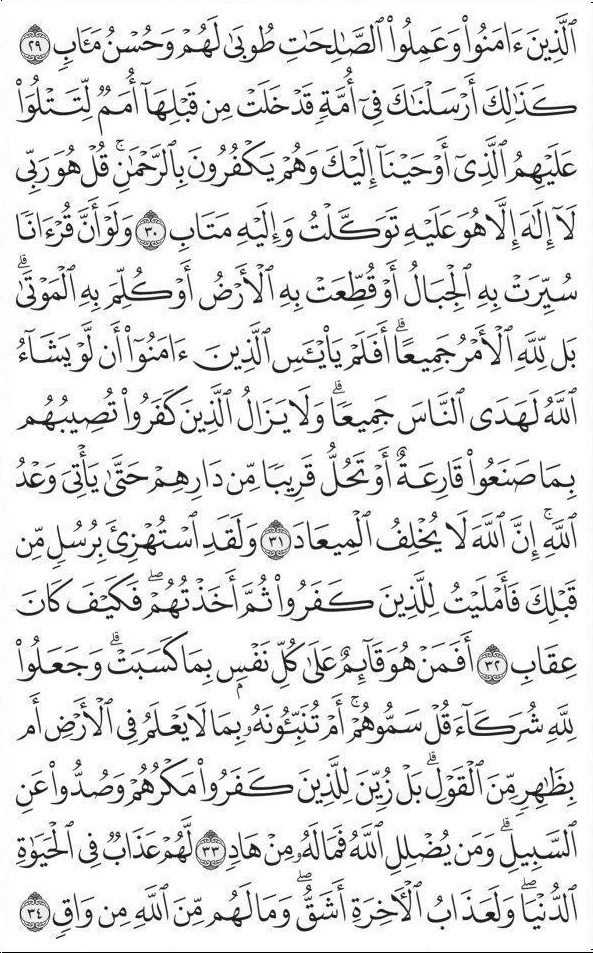 ٱلَّذِينَ ءَامَنُوا۟ وَعَمِلُوا۟ ٱلصَّـٰلِحَـٰتِ طُوبَىٰ لَهُمْ وَحُسْنُ مَـَٔابٍ ٢٩
كَذَٰلِكَ أَرْسَلْنَـٰكَ فِىٓ أُمَّةٍ قَدْ خَلَتْ مِن قَبْلِهَآ أُمَمٌ لِّتَتْلُوَا۟
عَلَيْهِمُ ٱلَّذِىٓ أَوْحَيْنَآ إِلَيْكَ وَهُمْ يَكْفُرُونَ بِٱلرَّحْمَـٰنِ ۚ قُلْ هُوَ رَبِّى
لَآ إِلَـٰهَ إِلَّا هُوَ عَلَيْهِ تَوَكَّلْتُ وَإِلَيْهِ مَتَابِ ٣٠ وَلَوْ أَنَّ قُرْءَانًا
سُيِّرَتْ بِهِ ٱلْجِبَالُ أَوْ قُطِّعَتْ بِهِ ٱلْأَرْضُ أَوْ كُلِّمَ بِهِ ٱلْمَوْتَىٰ ۗ
بَل لِّلَّهِ ٱلْأَمْرُ جَمِيعًا ۗ أَفَلَمْ يَا۟يْـَٔسِ ٱلَّذِينَ ءَامَنُوٓا۟ أَن لَّوْ يَشَآءُ
ٱللَّهُ لَهَدَى ٱلنَّاسَ جَمِيعًا ۗ وَلَا يَزَالُ ٱلَّذِينَ كَفَرُوا۟ تُصِيبُهُم
بِمَا صَنَعُوا۟ قَارِعَةٌ أَوْ تَحُلُّ قَرِيبًا مِّن دَارِهِمْ حَتَّىٰ يَأْتِىَ وَعْدُ
ٱللَّهِ ۚ إِنَّ ٱللَّهَ لَا يُخْلِفُ ٱلْمِيعَادَ ٣١ وَلَقَدِ ٱسْتُهْزِئَ بِرُسُلٍ مِّن
قَبْلِكَ فَأَمْلَيْتُ لِلَّذِينَ كَفَرُوا۟ ثُمَّ أَخَذْتُهُمْ ۖ فَكَيْفَ كَانَ
عِقَابِ ٣٢ أَفَمَنْ هُوَ قَآئِمٌ عَلَىٰ كُلِّ نَفْسٍۭ بِمَا كَسَبَتْ ۗ وَجَعَلُوا۟
لِلَّهِ شُرَكَآءَ قُلْ سَمُّوهُمْ ۚ أَمْ تُنَبِّـُٔونَهُۥ بِمَا لَا يَعْلَمُ فِى ٱلْأَرْضِ أَم
بِظَـٰهِرٍ مِّنَ ٱلْقَوْلِ ۗ بَلْ زُيِّنَ لِلَّذِينَ كَفَرُوا۟ مَكْرُهُمْ وَصُدُّوا۟ عَنِ
ٱلسَّبِيلِ ۗ وَمَن يُضْلِلِ ٱللَّهُ فَمَا لَهُۥ مِنْ هَادٍ ٣٣ لَّهُمْ عَذَابٌ فِى ٱلْحَيَوٰةِ
ٱلدُّنْيَا ۖ وَلَعَذَابُ ٱلْـَٔاخِرَةِ أَشَقُّ ۖ وَمَا لَهُم مِّنَ ٱللَّهِ مِن وَاقٍ ٣٤